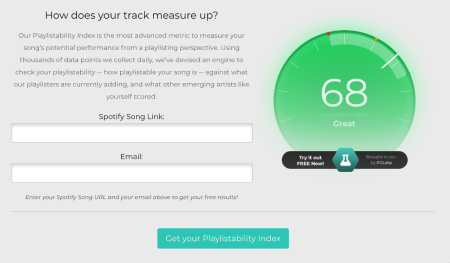 How does your track measure up?
Our Playlistability Index is the most advanced metric to measure your
song's potential performance from a playlisting perspective. Using
thousands of data points we collect daily, we've devised an engine to
check your playlistability -- how playlistable your song is -- against what
our playlisters are currently adding, and what other emerging artists like
yourself scored.
Spotify Song Link:
Email:
Enter your Spotify Song URL and your email above to get your free results!
68
Great
Try it out
FREE Now!
Brought to you
by PCLabs
Get your Playlistability Index